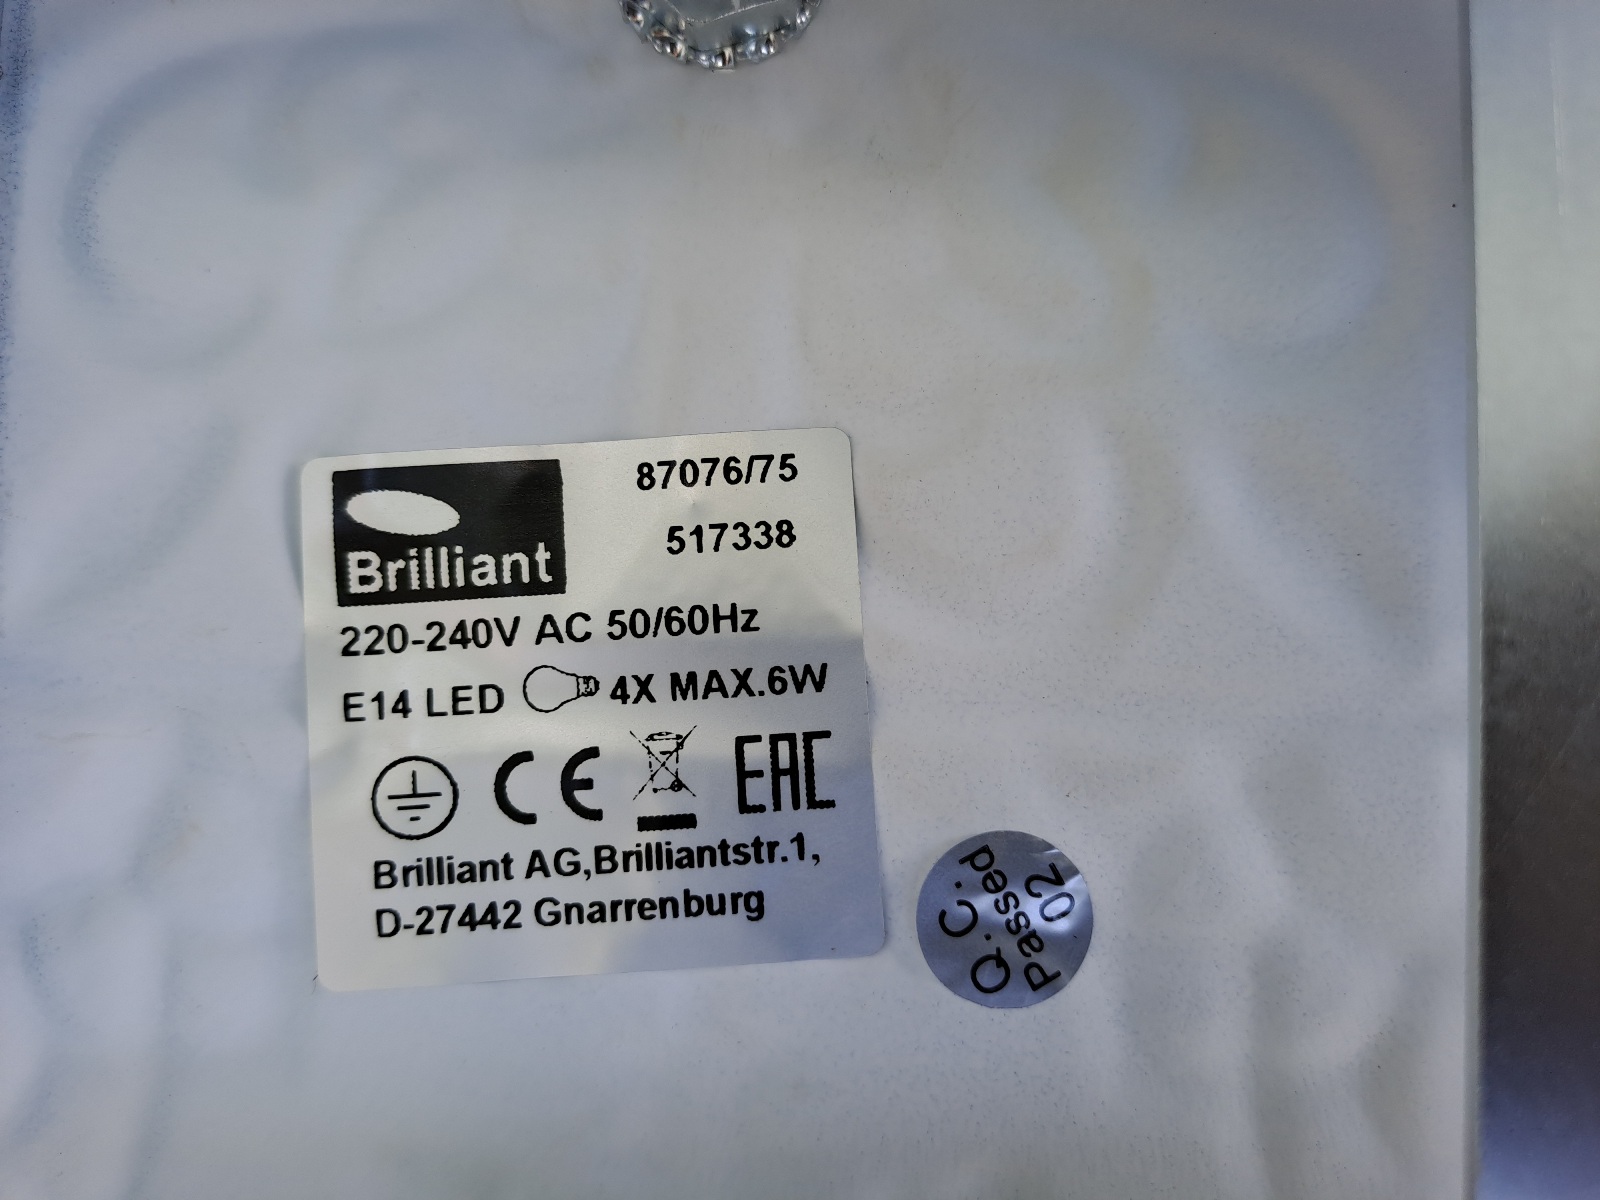 Brilliant
87076/75
517338
220-240V AC 50/60Hz
E14 LED 4X MAX.6W
CE EAC
Brilliant AG,Brilliantstr.1,
D-27442 Gnarrenburg
Q.C.
Passed
02